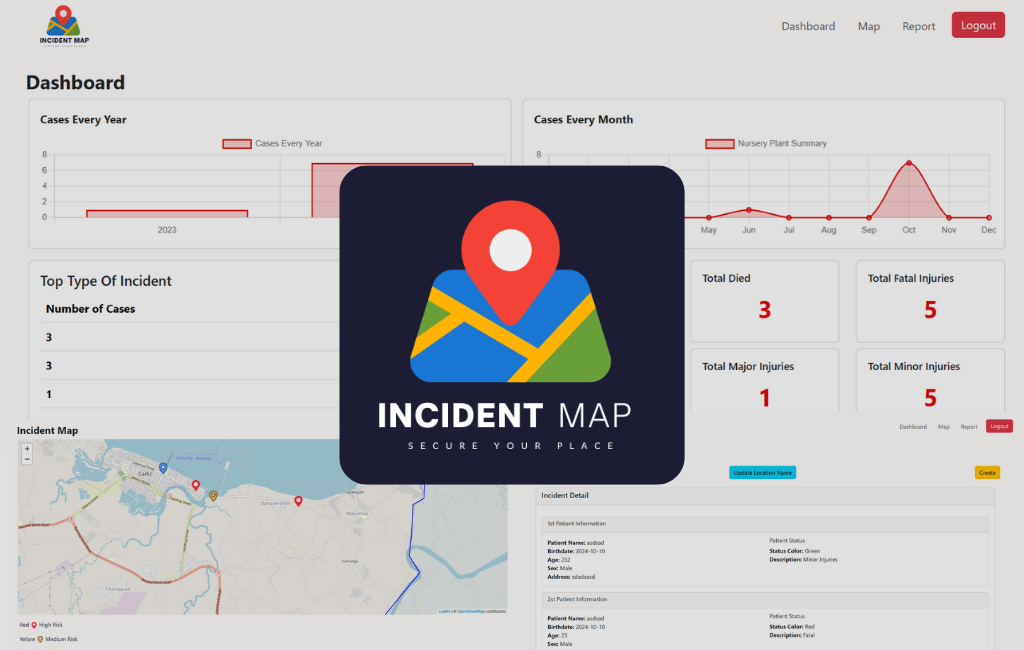 INCIDENT MAP
Dashboard
Map
Report
Logout
Dashboard
Cases Every Year
Cases Every Year
8
6
4
2
0
2023
Cases Every Month
Nursery Plant Summary
8
May
Jun
Jul
Aug
Sep
Oct
Nov
Dec
Top Type Of Incident
Number of Cases
3
3
1
Total Died
3
Total Fatal Injuries
5
Total Major Injuries
1
Total Minor Injuries
5
INCIDENT MAP
SECURE YOUR PLACE
Incident Map
+
−
Cadiz
Leaflet | © OpenStreetMap contributors
Red High Risk
Yellow Medium Risk
Dashboard
Map
Report
Logout
Update Location Name
Create
Incident Detail
1st Patient Information
Patient Name: asdsad
Birthdate: 2024-10-10
Age: 232
Sex: Male
Address: sdacsasd
Patient Status
Status Color: Green
Description: Minor Injuries
2st Patient Information
Patient Name: asdsad
Birthdate: 2024-10-10
Age: 23
Sex: Male
Patient Status
Status Color: Red
Description: Fatal